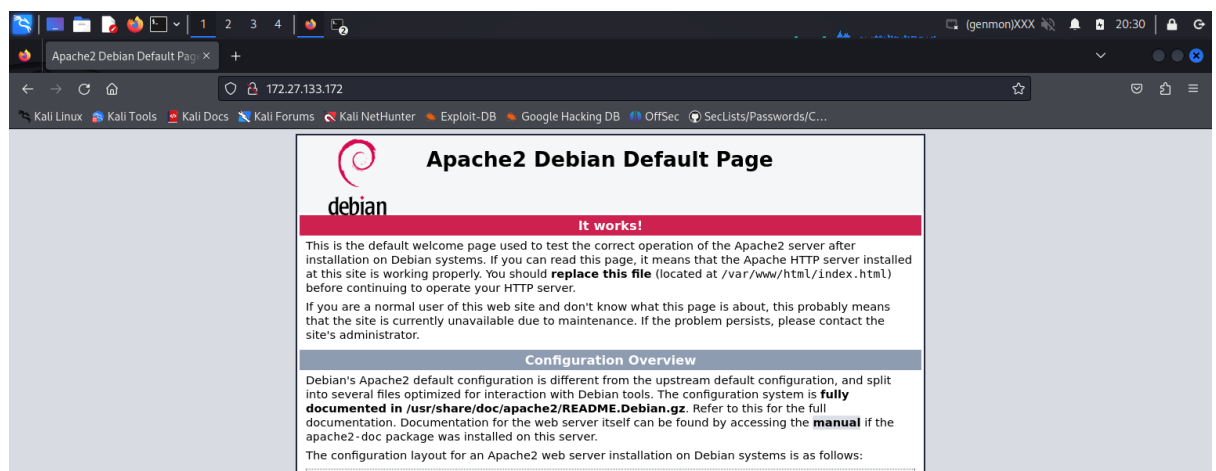 1 2 3 4 (genmon)XXX 20:30
Apache2 Debian Default Pag
172.27.133.172
Kali Linux Kali Tools Kali Docs Kali Forums Kali NetHunter Exploit-DB Google Hacking DB OffSec SecLists/Passwords/C...
debian
Apache2 Debian Default Page
It works!
This is the default welcome page used to test the correct operation of the Apache2 server after
installation on Debian systems. If you can read this page, it means that the Apache HTTP server installed
at this site is working properly. You should replace this file (located at /var/www/html/index.html)
before continuing to operate your HTTP server.
If you are a normal user of this web site and don't know what this page is about, this probably means
that the site is currently unavailable due to maintenance. If the problem persists, please contact the
site's administrator.
Configuration Overview
Debian's Apache2 default configuration is different from the upstream default configuration, and split
into several files optimized for interaction with Debian tools. The configuration system is fully
documented in /usr/share/doc/apache2/README.Debian.gz. Refer to this for the full
documentation. Documentation for the web server itself can be found by accessing the manual if the
apache2-doc package was installed on this server.
The configuration layout for an Apache2 web server installation on Debian systems is as follows: